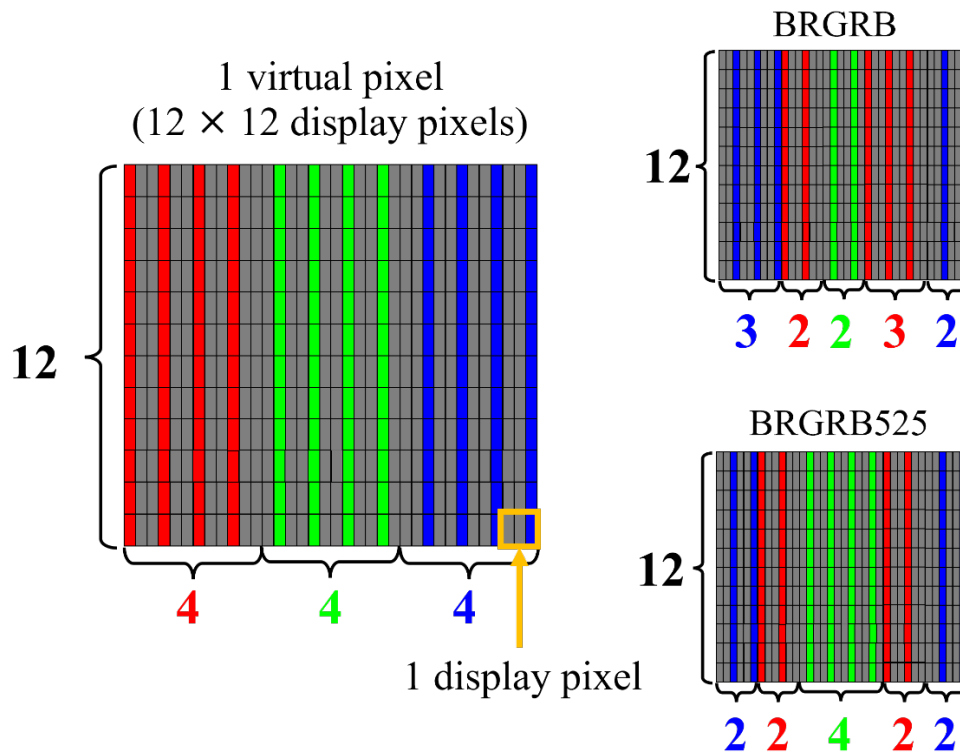 1 virtual pixel
(12 × 12 display pixels)
12
4 4 4
1 display pixel
BRGRB
12
3 2 2 3 2
BRGRB525
12
2 2 4 2 2